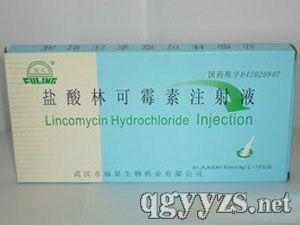 FULING
国药准字H42020807
盐酸林可霉素注射液
Lincomycin Hydrochloride Injection
武汉市福星生物药业有限公司
qgyyzs.net